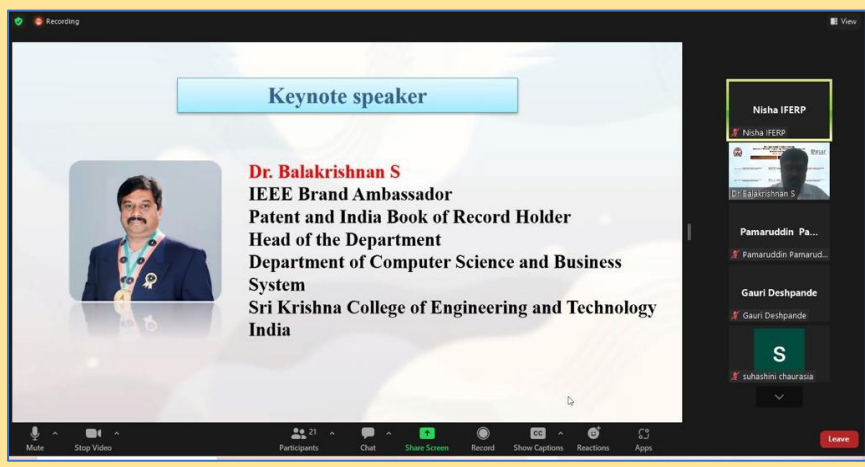 Recording
View
Keynote speaker
Dr. Balakrishnan S
IEEE Brand Ambassador
Patent and India Book of Record Holder
Head of the Department
Department of Computer Science and Business
System
Sri Krishna College of Engineering and Technology
India
Nisha IFERP
Nisha IFERP
Dr Balakrishnan S
Pamaruddin Pa...
Pamaruddin Pamarud...
Gauri Deshpande
Gauri Deshpande
S
suhashini chaurasia
Mute
Stop Video
21
Participants
Chat
Share Screen
Record
CC
Show Captions
Reactions
Apps
Leave